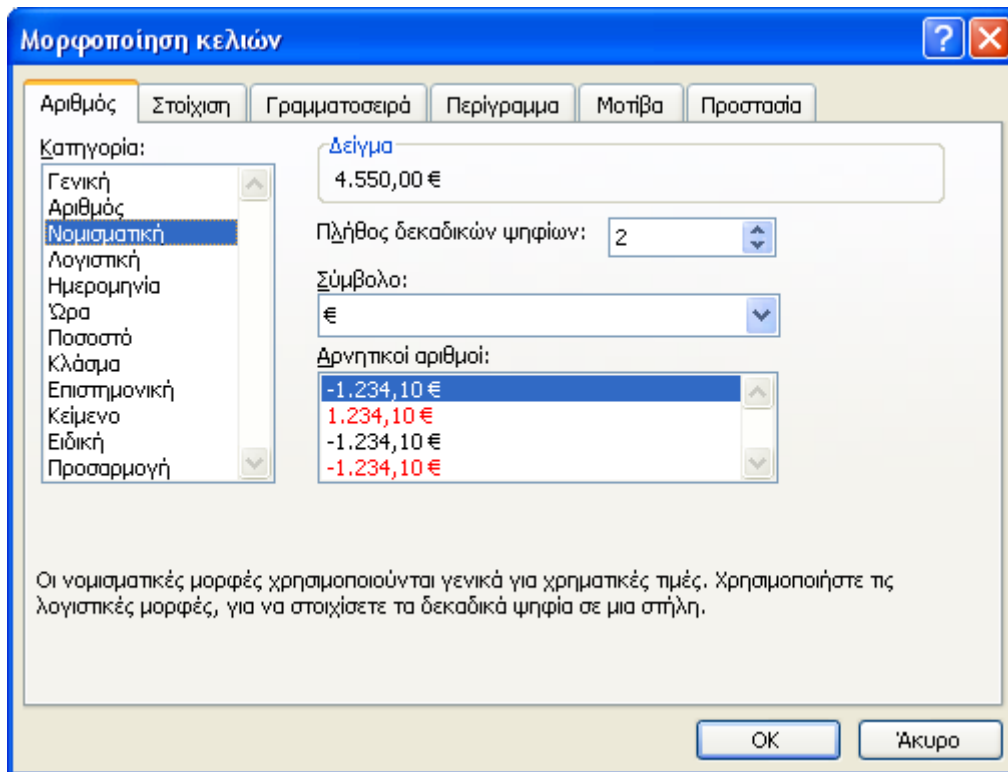 Μορφοποίηση κελιών
Αριθμός Στοίχιση Γραμματοσειρά Περίγραμμα Μοτίβα Προστασία
Κατηγορία:
Γενική
Αριθμός
Νομισματική
Λογιστική
Ημερομηνία
Ώρα
Ποσοστό
Κλάσμα
Επιστημονική
Κείμενο
Ειδική
Προσαρμογή
Δείγμα
4.550,00 €
Πλήθος δεκαδικών ψηφίων: 2
Σύμβολο:
€
Αρνητικοί αριθμοί:
-1.234,10 €
1.234,10 €
-1.234,10 €
-1.234,10 €
Οι νομισματικές μορφές χρησιμοποιούνται γενικά για χρηματικές τιμές. Χρησιμοποιήστε τις
λογιστικές μορφές, για να στοιχίσετε τα δεκαδικά ψηφία σε μια στήλη.
OK Άκυρο